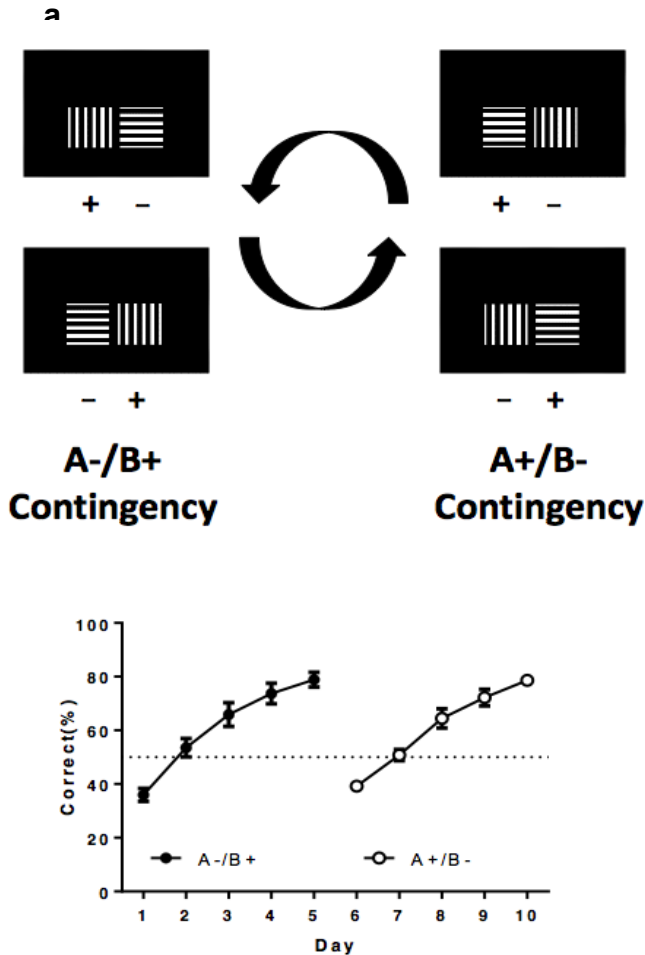 a
+ – + –
– + – +
A-/B+ A+/B-
Contingency Contingency
100
80
60
40
20
0
Correct(%)
A-/B+ A+/B-
1 2 3 4 5 6 7 8 9 10
Day